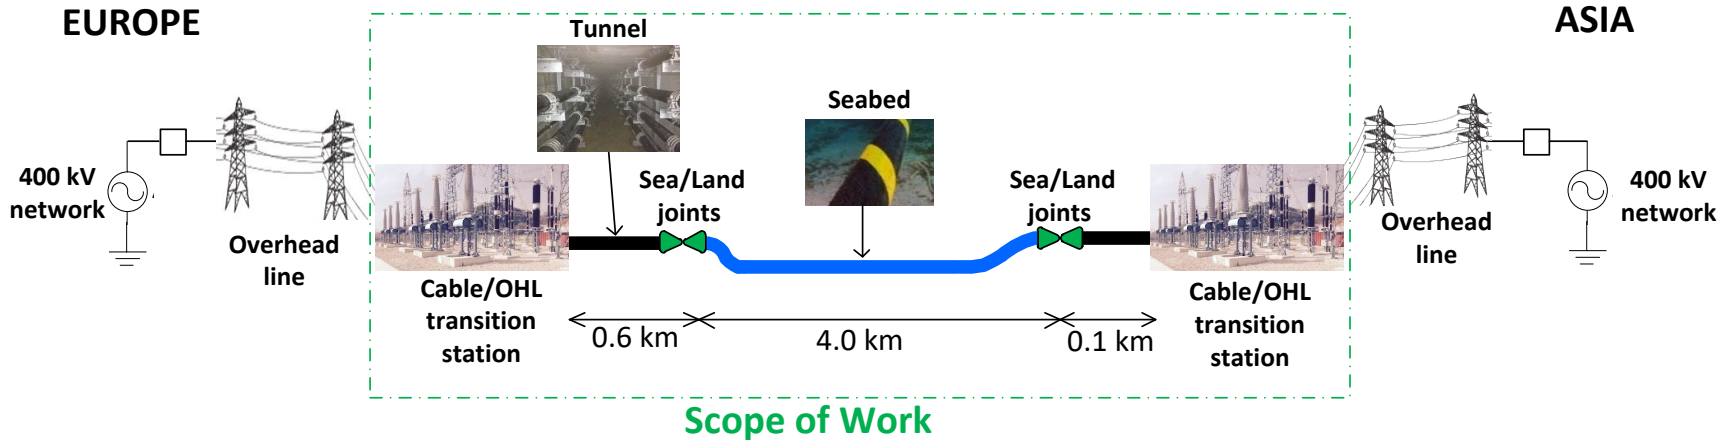 EUROPE
ASIA
Tunnel
Seabed
400 kV
network
Overhead
line
Sea/Land
joints
Sea/Land
joints
400 kV
network
Overhead
line
Cable/OHL
transition
station
0.6 km
4.0 km
0.1 km
Cable/OHL
transition
station
Scope of Work